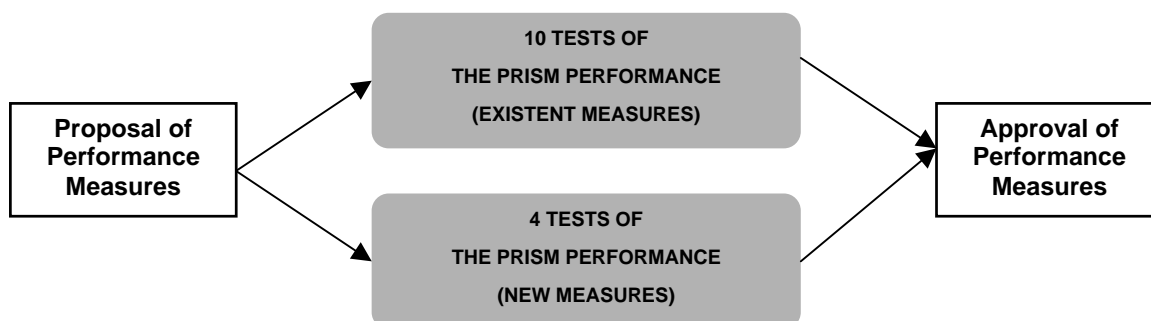 10 TESTS OF
THE PRISM PERFORMANCE
(EXISTENT MEASURES)
Proposal of
Performance
Measures
Approval of
Performance
Measures
4 TESTS OF
THE PRISM PERFORMANCE
(NEW MEASURES)